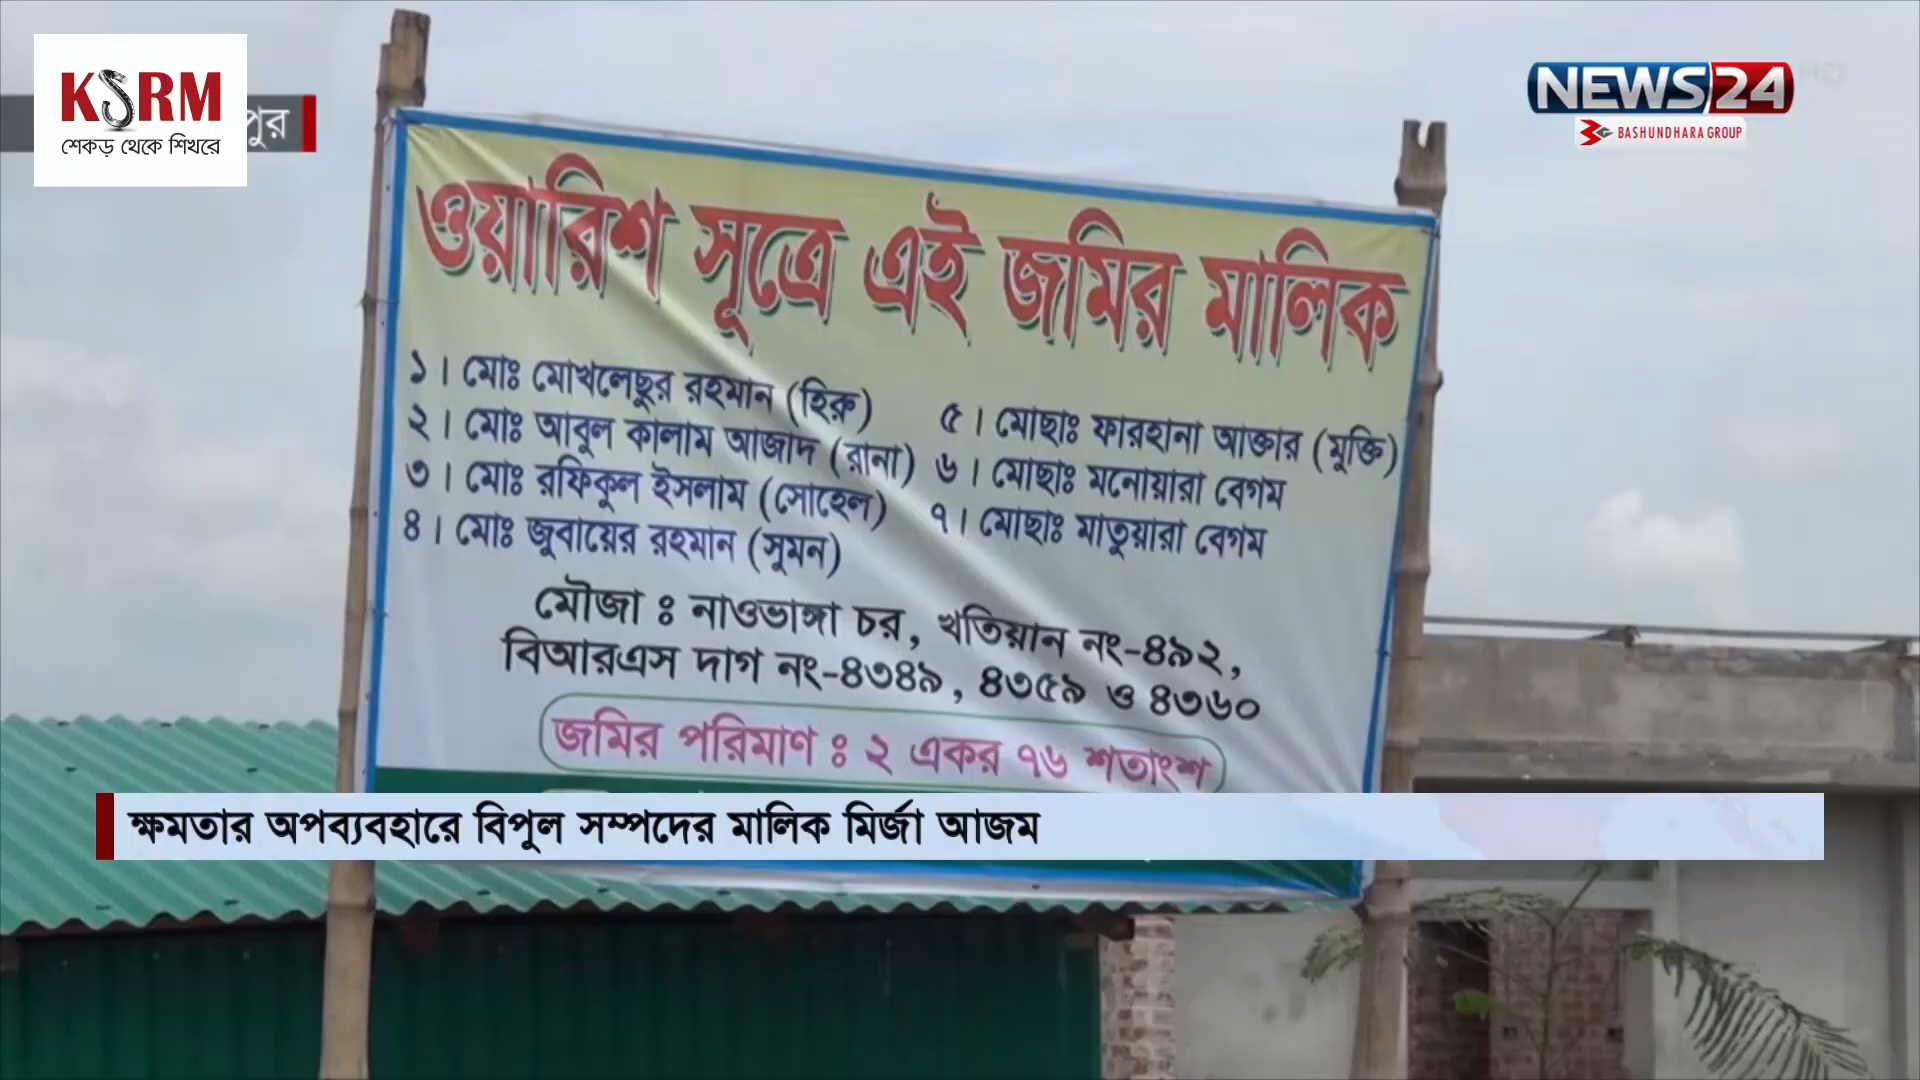 KSRM
শেকড় থেকে শিখরে
পুর
NEWS24
BASHUNDHARA GROUP
ওয়ারিশ সূত্রে এই জমির মালিক
১। মোঃ মোখলেছুর রহমান (হিরু)
২। মোঃ আবুল কালাম আজাদ (রানা)
৩। মোঃ রফিকুল ইসলাম (সোহেল)
৪। মোঃ জুবায়ের রহমান (সুমন)
৫। মোছাঃ ফারহানা আক্তার (মুক্তি)
৬। মোছাঃ মনোয়ারা বেগম
৭। মোছাঃ মাতুয়ারা বেগম
মৌজা ঃ নাওভাঙ্গা চর, খতিয়ান নং-৪৯২,
বিআরএস দাগ নং-৪৩৪৯, ৪৩৫৯ ও ৪৩৬০
জমির পরিমাণ ঃ ২ একর ৭৬ শতাংশ
ক্ষমতার অপব্যবহারে বিপুল সম্পদের মালিক মির্জা আজম